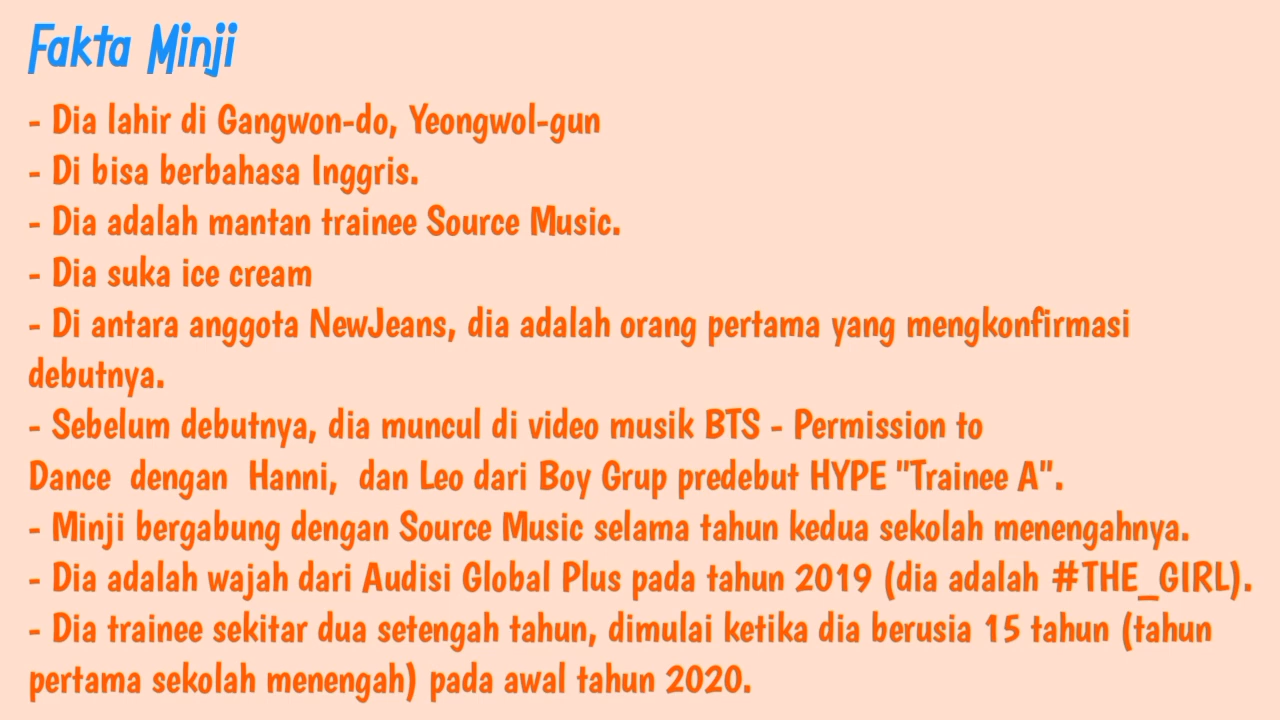 Fakta Minji
- Dia lahir di Gangwon-do, Yeongwol-gun
- Di bisa berbahasa Inggris.
- Dia adalah mantan trainee Source Music.
- Dia suka ice cream
- Di antara anggota NewJeans, dia adalah orang pertama yang mengkonfirmasi
debutnya.
- Sebelum debutnya, dia muncul di video musik BTS - Permission to
Dance dengan Hanni, dan Leo dari Boy Grup predebut HYPE "Trainee A".
- Minji bergabung dengan Source Music selama tahun kedua sekolah menengahnya.
- Dia adalah wajah dari Audisi Global Plus pada tahun 2019 (dia adalah #THE_GIRL).
- Dia trainee sekitar dua setengah tahun, dimulai ketika dia berusia 15 tahun (tahun
pertama sekolah menengah) pada awal tahun 2020.